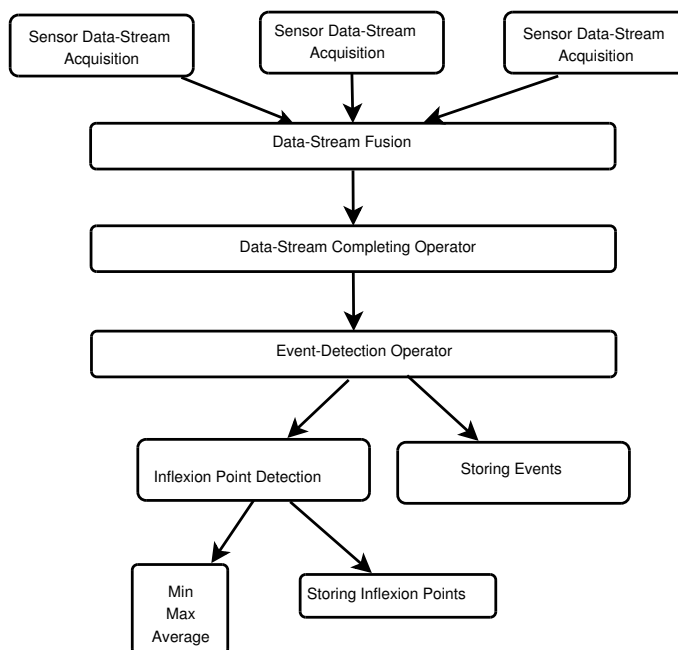 Sensor Data-Stream
Acquisition
Sensor Data-Stream
Acquisition
Sensor Data-Stream
Acquisition
Data-Stream Fusion
Data-Stream Completing Operator
Event-Detection Operator
Inflexion Point Detection
Storing Events
Min
Max
Average
Storing Inflexion Points